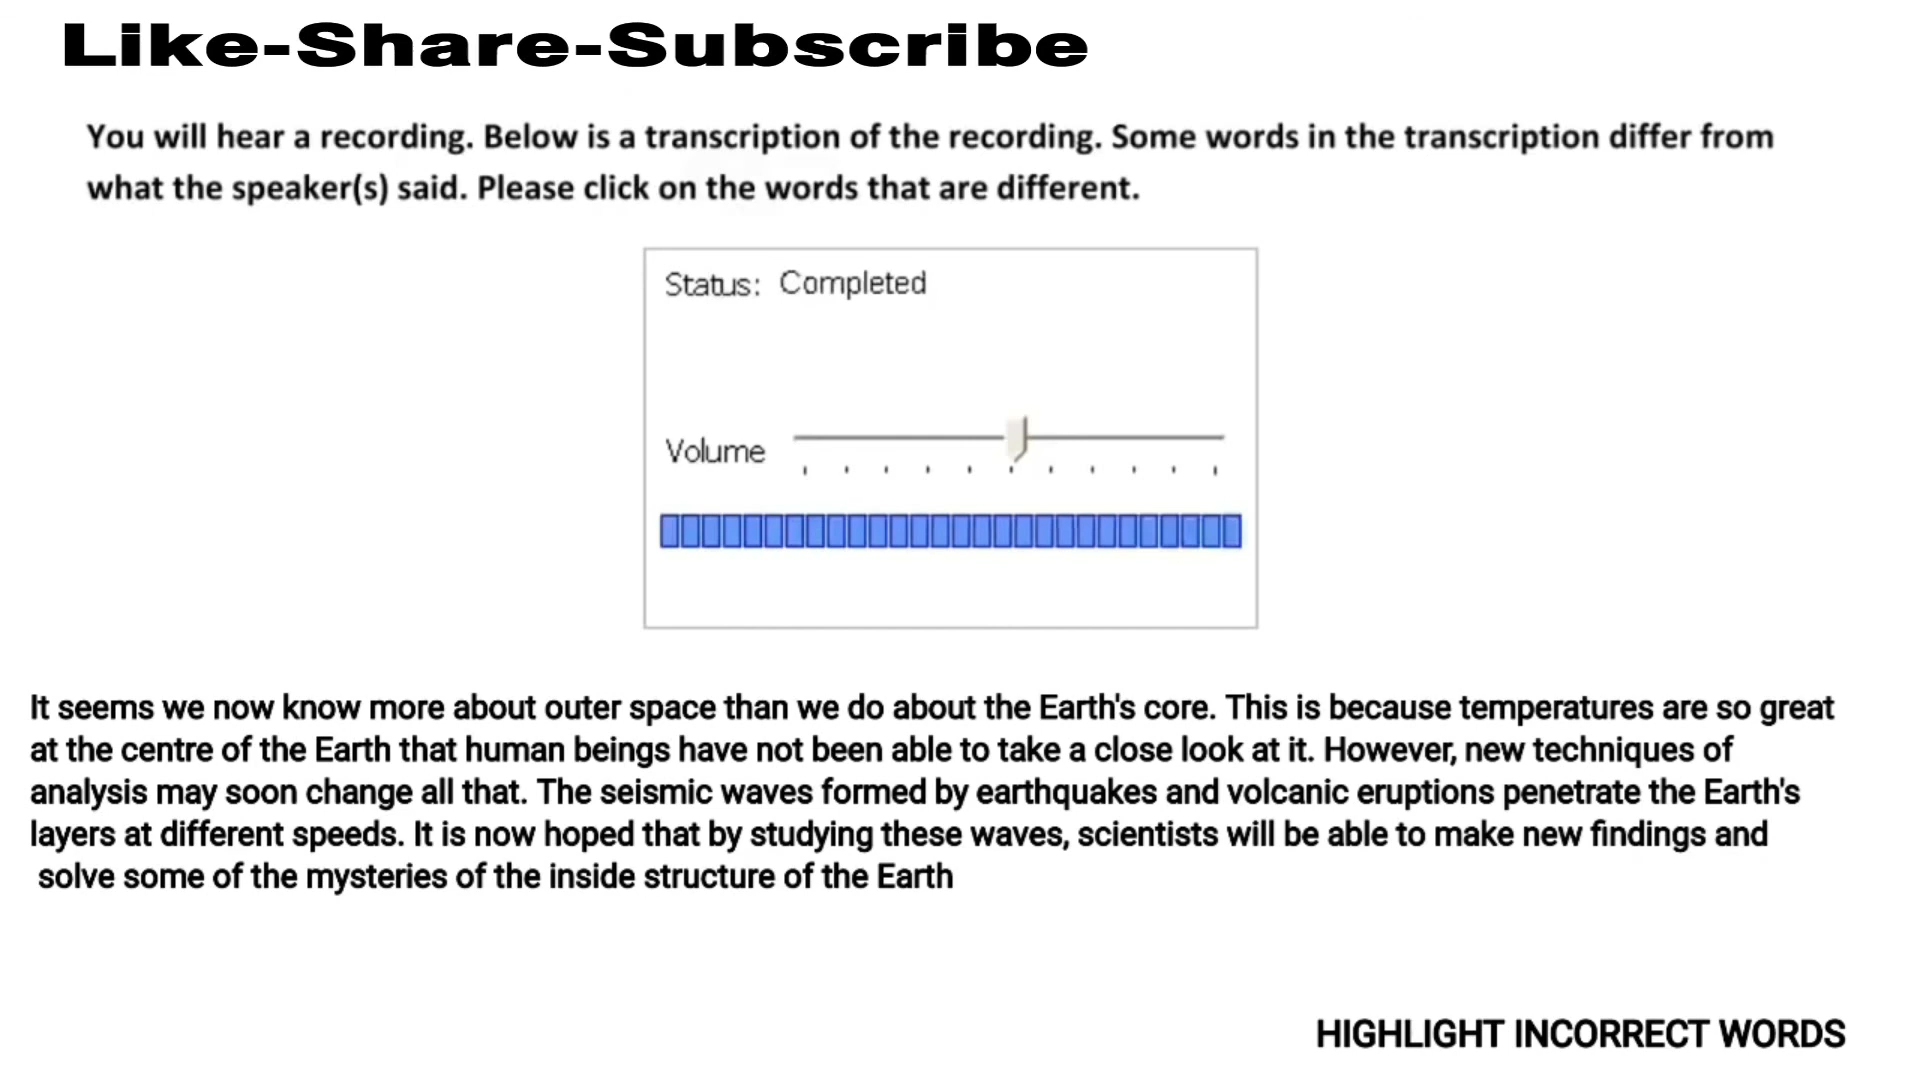 Like-Share-Subscribe
You will hear a recording. Below is a transcription of the recording. Some words in the transcription differ from
what the speaker(s) said. Please click on the words that are different.
Status: Completed
Volume
It seems we now know more about outer space than we do about the Earth's core. This is because temperatures are so great
at the centre of the Earth that human beings have not been able to take a close look at it. However, new techniques of
analysis may soon change all that. The seismic waves formed by earthquakes and volcanic eruptions penetrate the Earth's
layers at different speeds. It is now hoped that by studying these waves, scientists will be able to make new findings and
solve some of the mysteries of the inside structure of the Earth
HIGHLIGHT INCORRECT WORDS